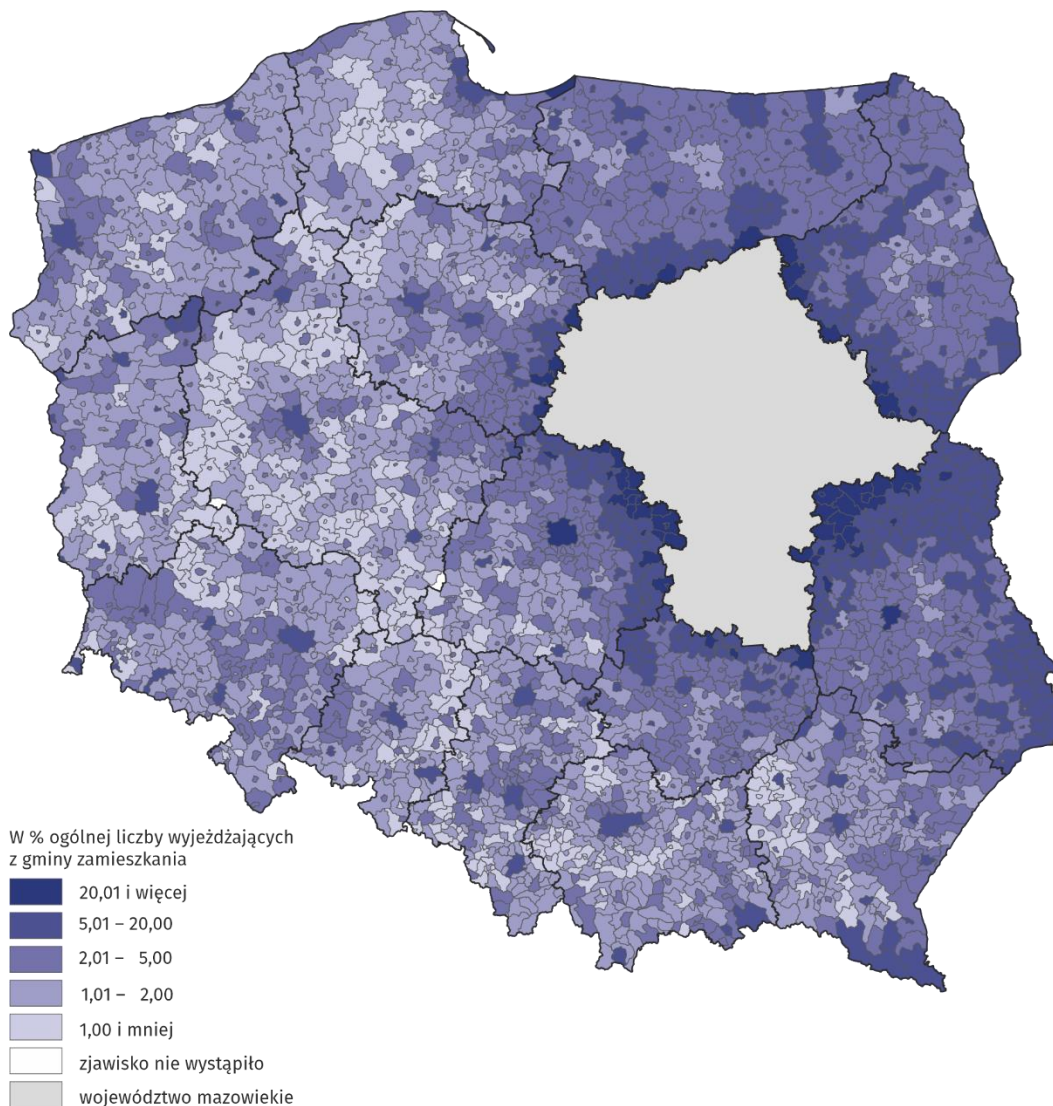 W % ogólnej liczby wyjeżdżających
z gminy zamieszkania
20,01 i więcej
5,01 – 20,00
2,01 – 5,00
1,01 – 2,00
1,00 i mniej
zjawisko nie wystąpiło
województwo mazowiekie